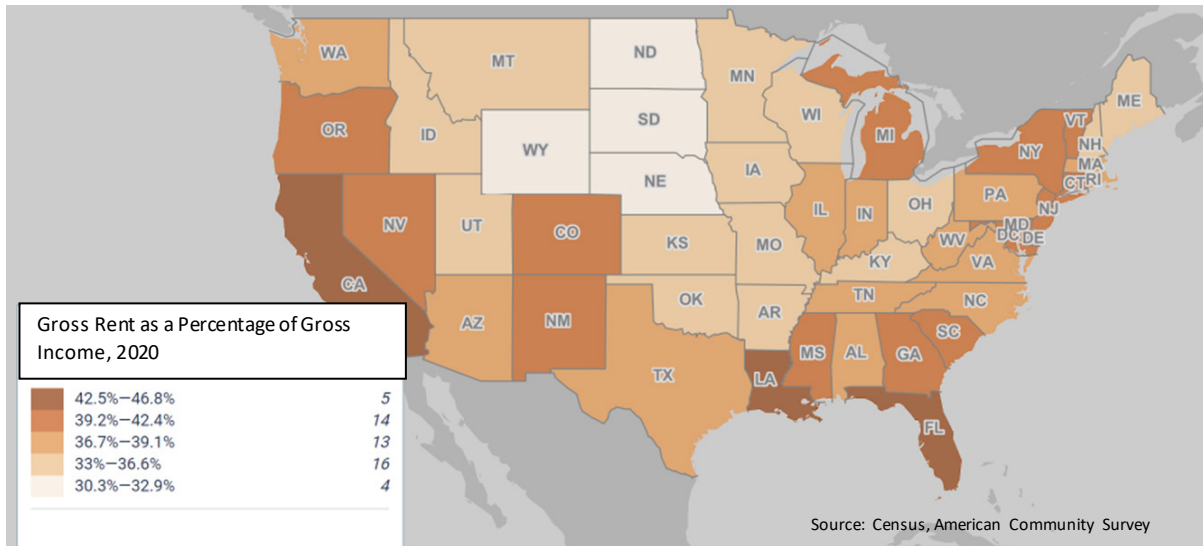 WA
MT
ND
MN
ME
OR
ID
SD
WI
MI
VT
NH
NY
MA
CT RI
WY
IA
NE
PA
NJ
NV
UT
CO
IL
IN
OH
MD
DC DE
WV
KS
MO
KY
VA
CA
AZ
NM
OK
AR
TN
NC
SC
TX
LA
MS
AL
GA
FL
Gross Rent as a Percentage of Gross
Income, 2020
42.5%—46.8% 5
39.2%—42.4% 14
36.7%—39.1% 13
33%—36.6% 16
30.3%—32.9% 4
Source: Census, American Community Survey